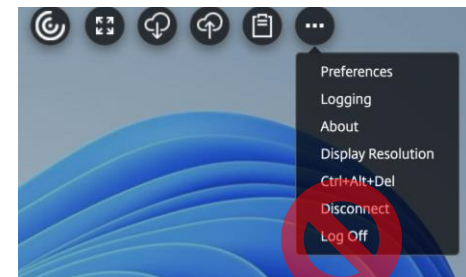 Preferences
Logging
About
Display Resolution
Ctrl+Alt+Del
Disconnect
Log Off